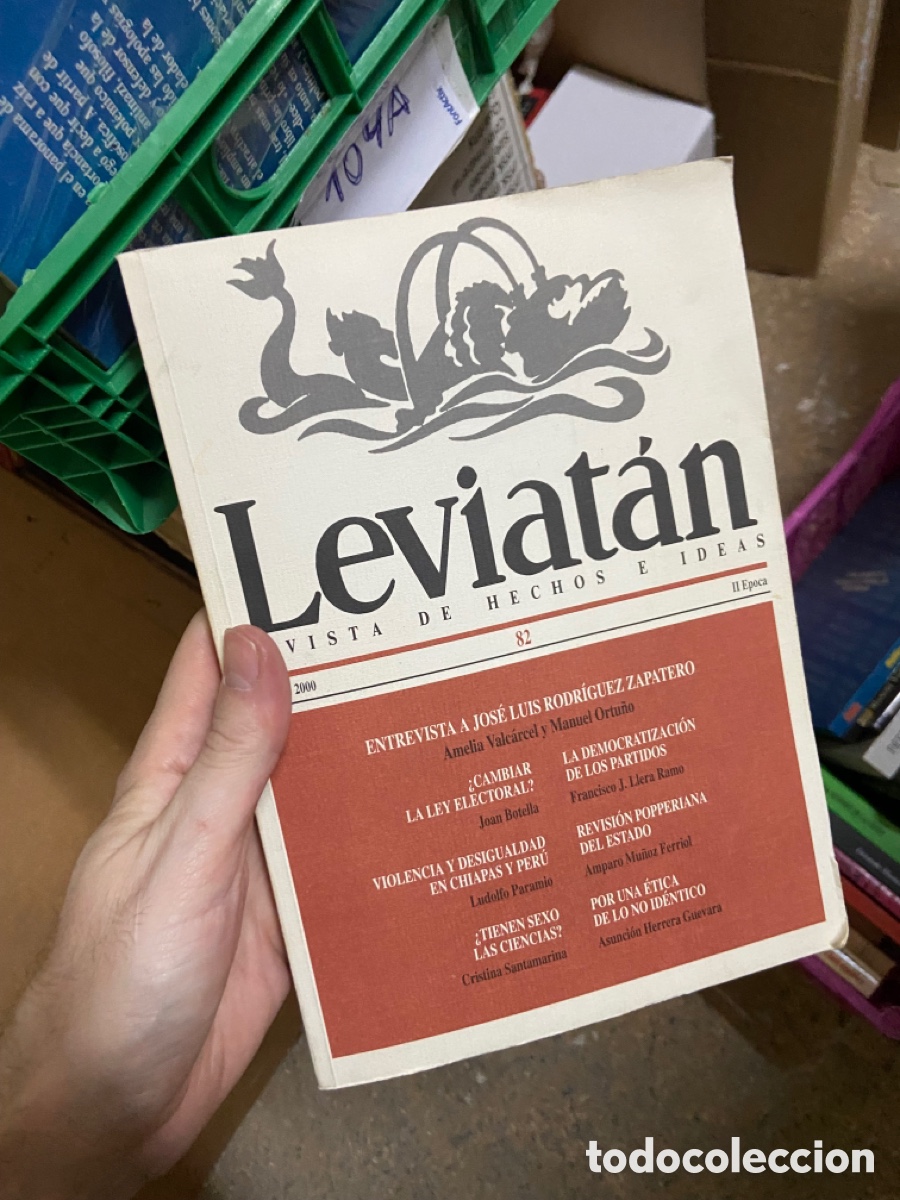 104A
FontActiv
Leviatán
VISTA DE HECHOS E IDEAS
II Epoca
82
2000
ENTREVISTA A JOSÉ LUIS RODRÍGUEZ ZAPATERO
Amelia Valcárcel y Manuel Ortuño
¿CAMBIAR
LA LEY ELECTORAL?
Joan Botella
LA DEMOCRATIZACIÓN
DE LOS PARTIDOS
Francisco J. Llera Ramo
VIOLENCIA Y DESIGUALDAD
EN CHIAPAS Y PERÚ
Ludolfo Paramio
REVISIÓN POPPERIANA
DEL ESTADO
Amparo Muñoz Ferriol
¿TIENEN SEXO
LAS CIENCIAS?
Cristina Santamarina
POR UNA ÉTICA
DE LO NO IDÉNTICO
Asunción Herrera Guevara
todocoleccion